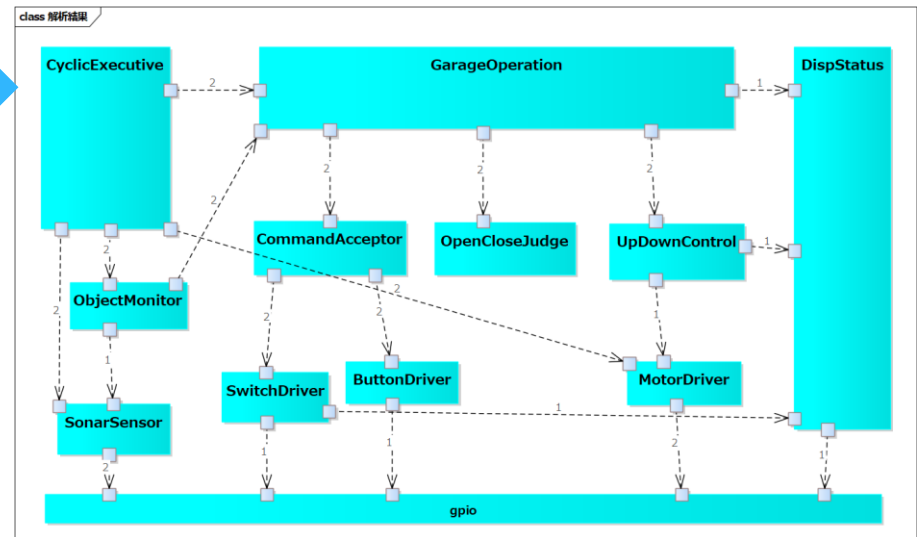 class 解析結果
CyclicExecutive
GarageOperation
DispStatus
2
1
2
2
2
2
2
CommandAcceptor
OpenCloseJudge
UpDownControl
1
2
ObjectMonitor
2
2
2
1
1
SwitchDriver
ButtonDriver
MotorDriver
SonarSensor
1
2
1
1
2
1
gpio